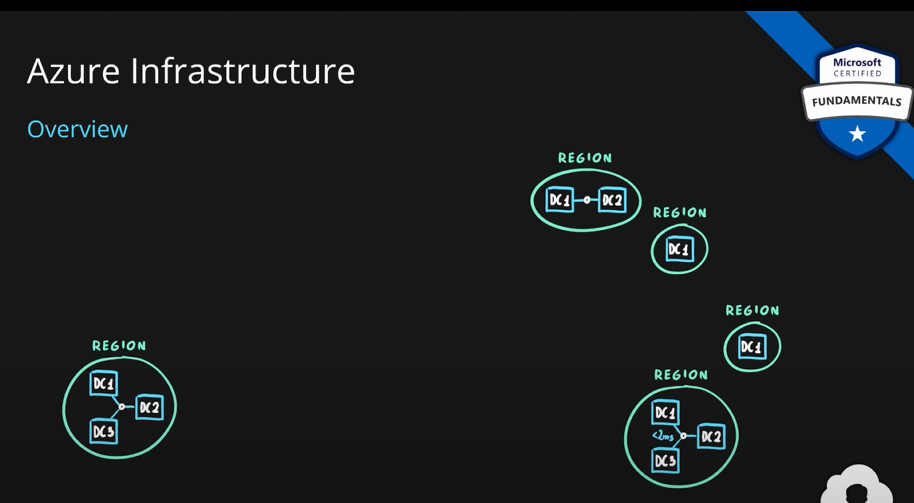 Azure Infrastructure
Overview
Microsoft
CERTIFIED
FUNDAMENTALS
REGION
DC1 DC2
REGION
DC1
REGION
DC1
REGION
DC1
DC2
DC3
REGION
DC1
<2ms
DC2
DC3